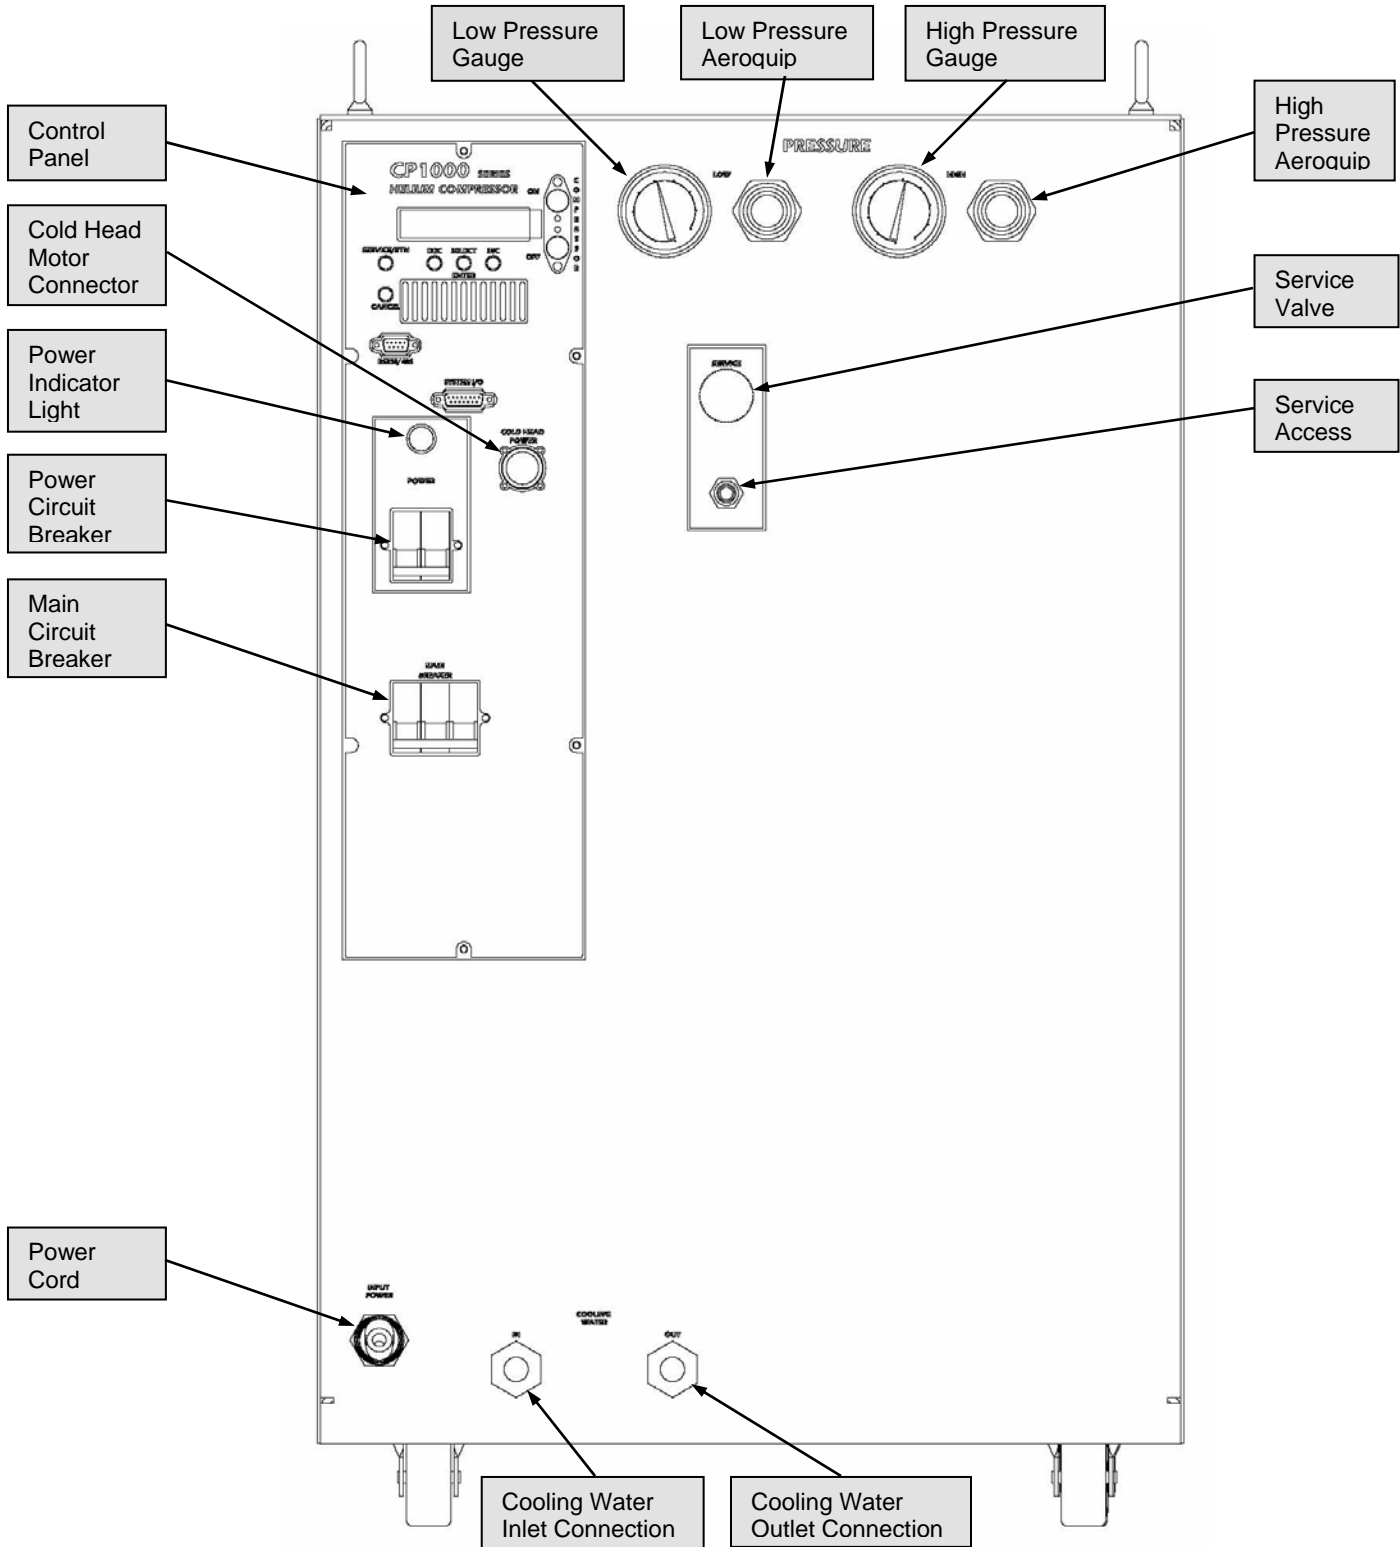 Low Pressure
Gauge
Low Pressure
Aeroquip
High Pressure
Gauge
High
Pressure
Aeroquip
Control
Panel
Cold Head
Motor
Connector
Power
Indicator
Light
Power
Circuit
Breaker
Main
Circuit
Breaker
Service
Valve
Service
Access
Power
Cord
Cooling Water
Inlet Connection
Cooling Water
Outlet Connection
PRESSURE
LOW
HIGH
CP1000 SERIES
HELIUM COMPRESSOR
ON
OFF
COMPRESSOR
SERVICE/RTN
DEC
SELECT
INC
ENTER
CANCEL
RS232/485
SYSTEM I/O
COLD HEAD
POWER
POWER
MAIN
BREAKER
SERVICE
INPUT
POWER
COOLING
WATER
IN
OUT